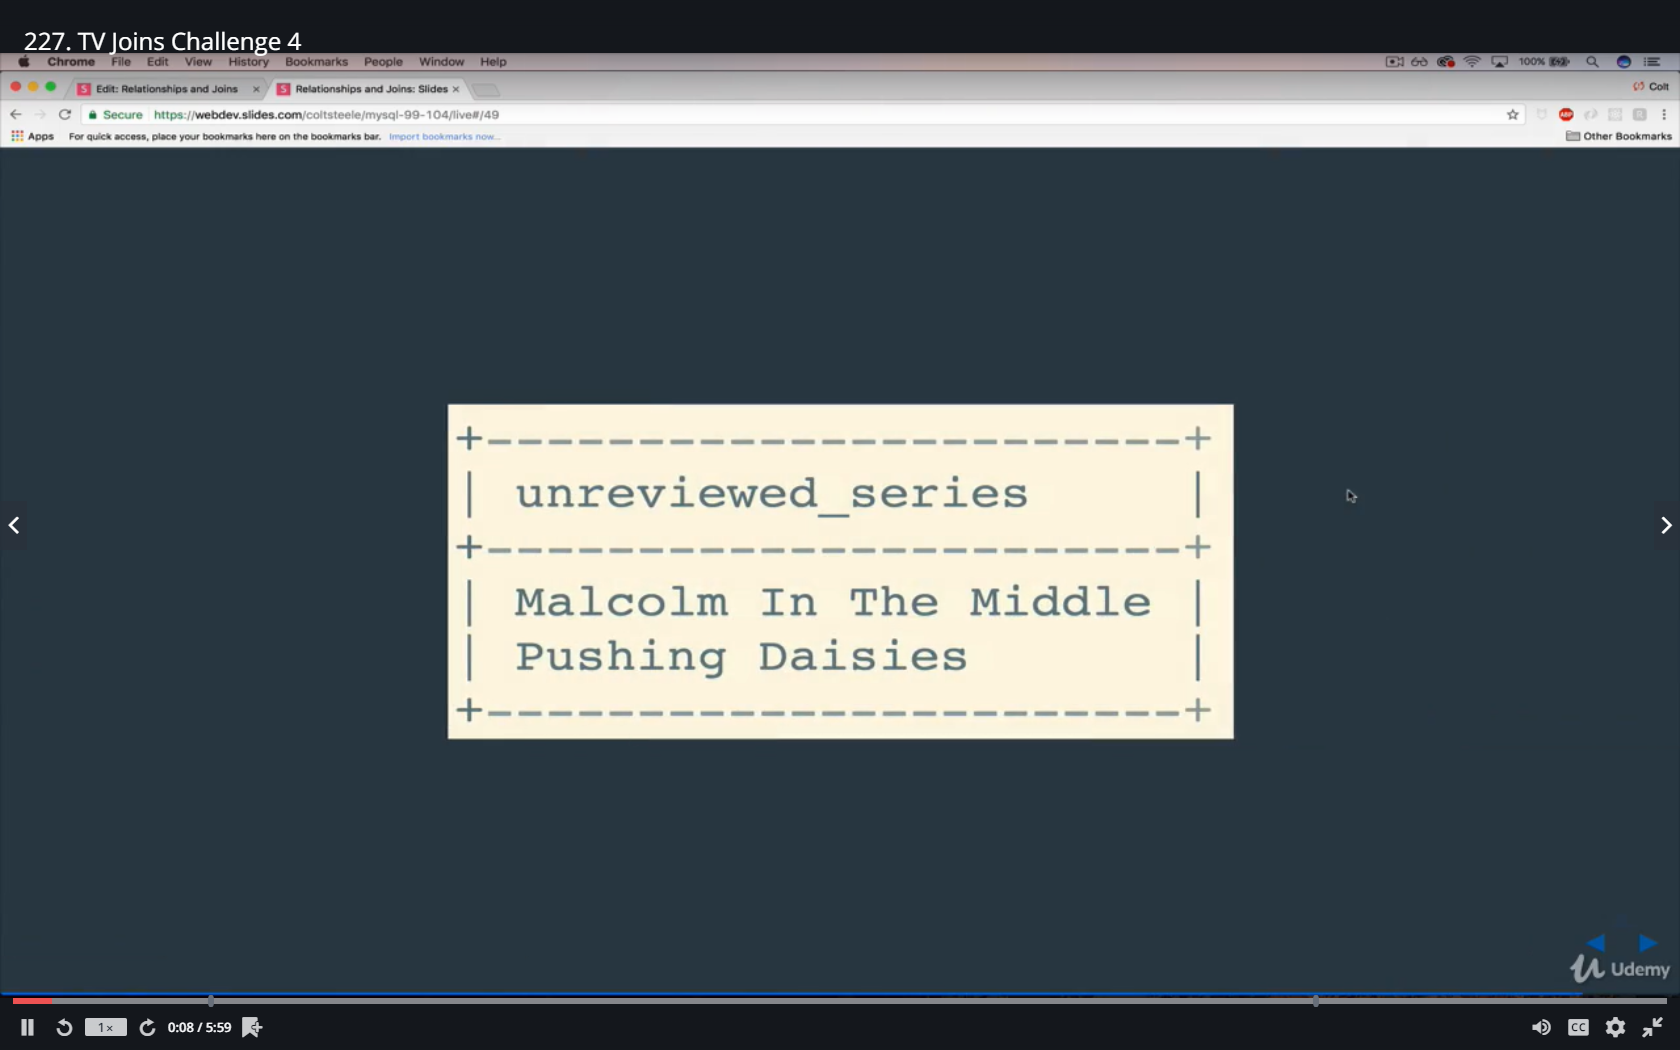 227. TV Joins Challenge 4
Chrome File Edit View History Bookmarks People Window Help 100%
Edit: Relationships and Joins × Relationships and Joins: Slides × Colt
Secure https://webdev.slides.com/coltsteele/mysql-99-104/live#/49
Apps For quick access, place your bookmarks here on the bookmarks bar. Import bookmarks now... Other Bookmarks
+-----------------------+
| unreviewed_series |
+-----------------------+
| Malcolm In The Middle |
| Pushing Daisies |
+-----------------------+
Udemy
1× 0:08 / 5:59 CC